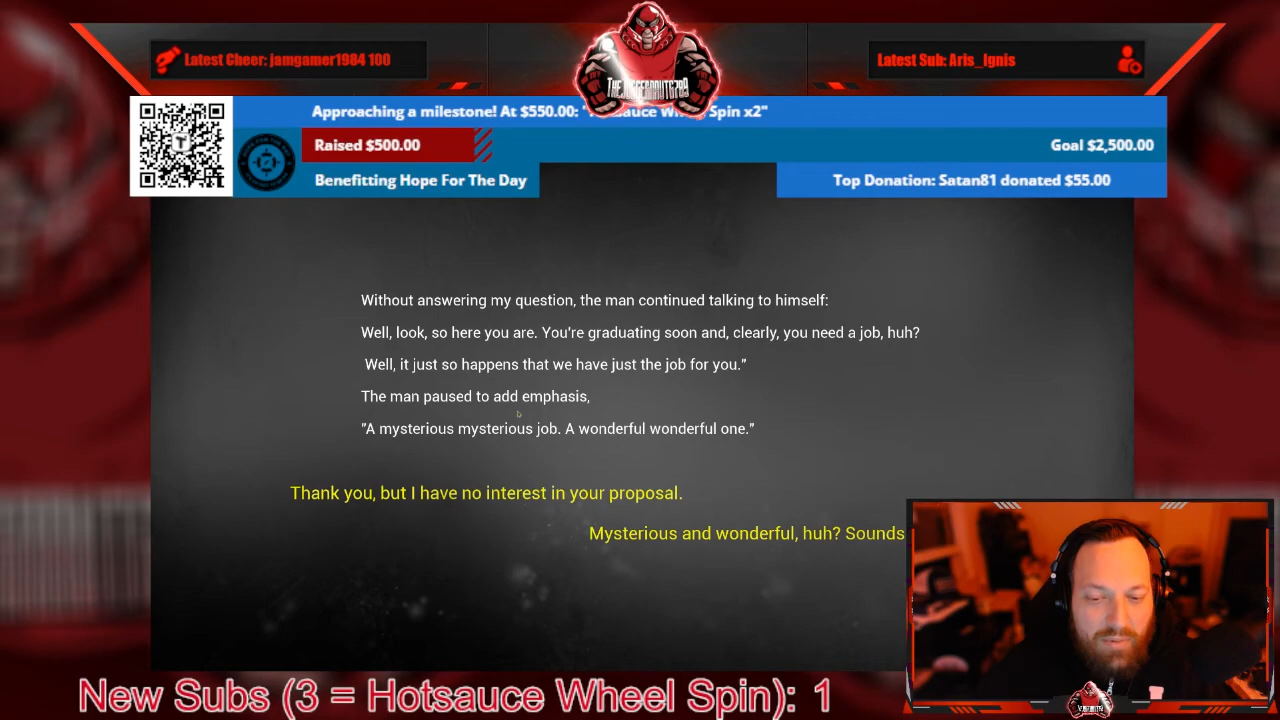 Latest Cheer: jamgamer1984 100
THEJUGGERNAUT6789
Latest Sub: Aris_Ignis
Approaching a milestone! At $550.00: " Spin x2"
Raised $500.00
Goal $2,500.00
Benefitting Hope For The Day
Top Donation: Satan81 donated $55.00
Without answering my question, the man continued talking to himself:
Well, look, so here you are. You're graduating soon and, clearly, you need a job, huh?
Well, it just so happens that we have just the job for you."
The man paused to add emphasis,
"A mysterious mysterious job. A wonderful wonderful one."
Thank you, but I have no interest in your proposal.
Mysterious and wonderful, huh? Sounds
New Subs (3 = Hotsauce Wheel Spin): 1